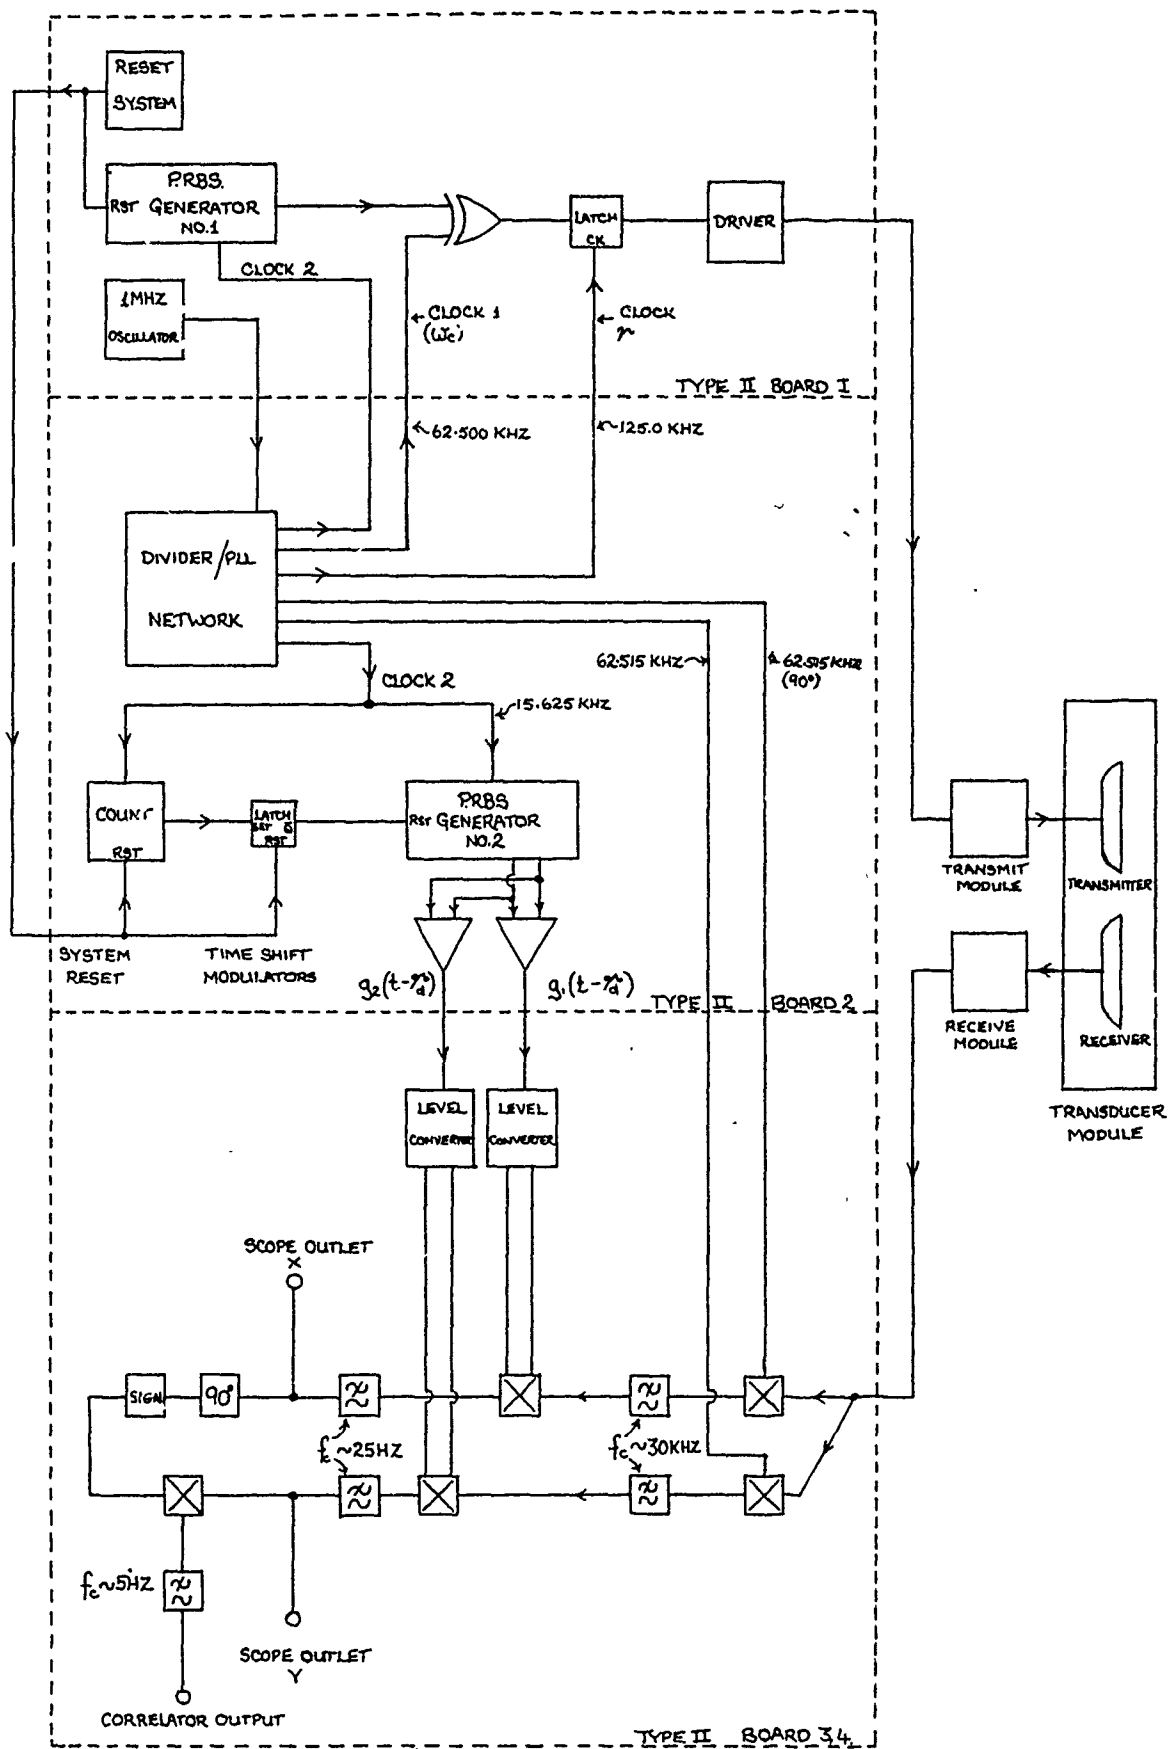 RESET
SYSTEM
P.RBS.
RST GENERATOR
NO.1
LATCH
CK
DRIVER
CLOCK 2
1MHZ
OSCILLATOR
CLOCK 1
(ωc)
CLOCK
r
TYPE II BOARD I
62.500 KHZ
125.0 KHZ
DIVIDER/PLL
NETWORK
62.515 KHZ
62.515 KHZ
(90°)
CLOCK 2
15.625 KHZ
COUNT
RST
LATCH
RST
P.RBS
RST GENERATOR
NO.2
TRANSMIT
MODULE
TRANSMITTER
SYSTEM
RESET
TIME SHIFT
MODULATORS
TYPE II BOARD 2
RECEIVE
MODULE
RECEIVER
TRANSDUCER
MODULE
LEVEL
CONVERTER
LEVEL
CONVERTER
SCOPE OUTLET
X
SIGN
90°
fc ~25HZ
fc ~30KHZ
fc ~5HZ
SCOPE OUTLET
Y
CORRELATOR OUTPUT
TYPE II BOARD 3,4